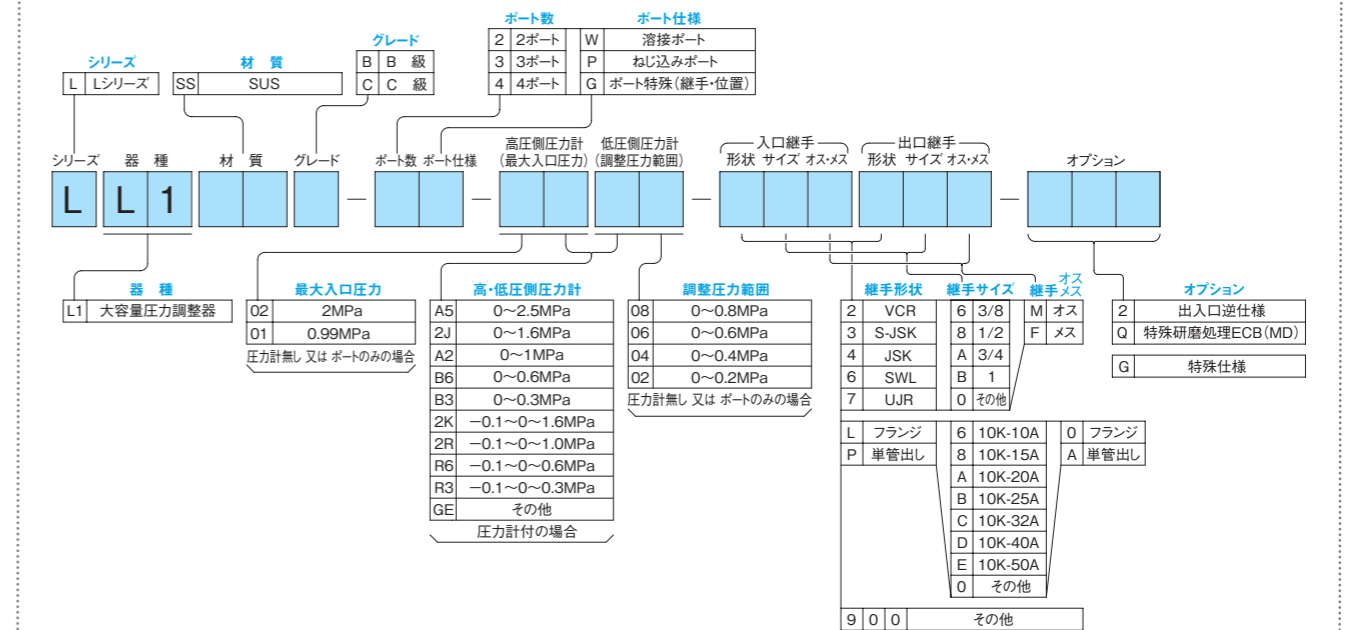 ポート数 ポート仕様
グレード
2 2ポート W 溶接ポート
シリーズ 材 質
B B 級 3 3ポート P ねじ込みポート
L Lシリーズ SS SUS C C 級 4 4ポート G ポート特殊(継手・位置)
高圧側圧力計 低圧側圧力計 入口継手 出口継手
シリーズ 器 種 材 質 グレード ポート数 ポート仕様 (最大入口圧力) (調整圧力範囲) 形状 サイズ オス・メス 形状 サイズ オス・メス オプション
L L 1 — — — —
器 種
L1 大容量圧力調整器
最大入口圧力
02 2MPa
01 0.99MPa
圧力計無し 又は ポートのみの場合
高・低圧側圧力計
A5 0〜2.5MPa
2J 0〜1.6MPa
A2 0〜1MPa
B6 0〜0.6MPa
B3 0〜0.3MPa
2K −0.1〜0〜1.6MPa
2R −0.1〜0〜1.0MPa
R6 −0.1〜0〜0.6MPa
R3 −0.1〜0〜0.3MPa
GE その他
圧力計付の場合
調整圧力範囲
08 0〜0.8MPa
06 0〜0.6MPa
04 0〜0.4MPa
02 0〜0.2MPa
圧力計無し 又は ポートのみの場合
継手形状 継手サイズ 継手オスメス
2 VCR 6 3/8 M オス
3 S-JSK 8 1/2 F メス
4 JSK A 3/4
6 SWL B 1
7 UJR 0 その他
L フランジ 6 10K-10A 0 フランジ
P 単管出し 8 10K-15A A 単管出し
A 10K-20A
B 10K-25A
C 10K-32A
D 10K-40A
E 10K-50A
0 その他
9 0 0 その他
オプション
2 出入口逆仕様
Q 特殊研磨処理ECB(MD)
G 特殊仕様